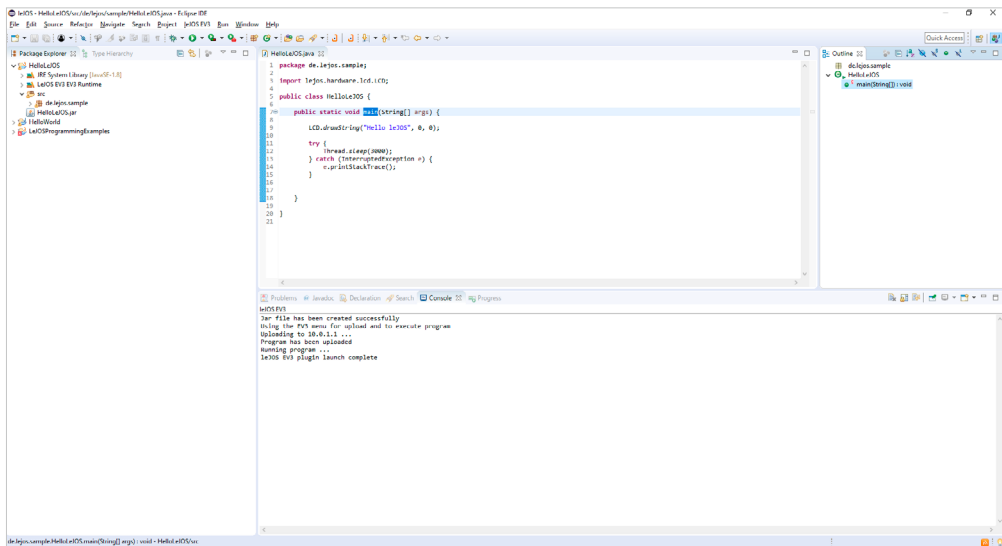 leJOS - HelloLeJOS/src/de/lejos/sample/HelloLeJOS.java - Eclipse IDE
File Edit Source Refactor Navigate Search Project leJOS EV3 Run Window Help
Quick Access
Package Explorer
Type Hierarchy
HelloLeJOS
JRE System Library [JavaSE-1.8]
LeJOS EV3 EV3 Runtime
src
de.lejos.sample
HelloLeJOS.jar
HelloWorld
LeJOSProgrammingExamples
HelloLeJOS.java
1 package de.lejos.sample;
2
3 import lejos.hardware.lcd.LCD;
4
5 public class HelloLeJOS {
6
7 public static void main(String[] args) {
8
9 LCD.drawString("Hello leJOS", 0, 0);
10
11 try {
12 Thread.sleep(3000);
13 } catch (InterruptedException e) {
14 e.printStackTrace();
15 }
16
17
18 }
19
20 }
21
Outline
de.lejos.sample
HelloLeJOS
main(String[]) : void
Problems Javadoc Declaration Search Console Progress
leJOS EV3
Jar file has been created successfully
Using the EV3 menu for upload and to execute program
Uploading to 10.0.1.1 ...
Program has been uploaded
Running program ...
leJOS EV3 plugin launch complete
de.lejos.sample.HelloLeJOS.main(String[] args) : void - HelloLeJOS/src